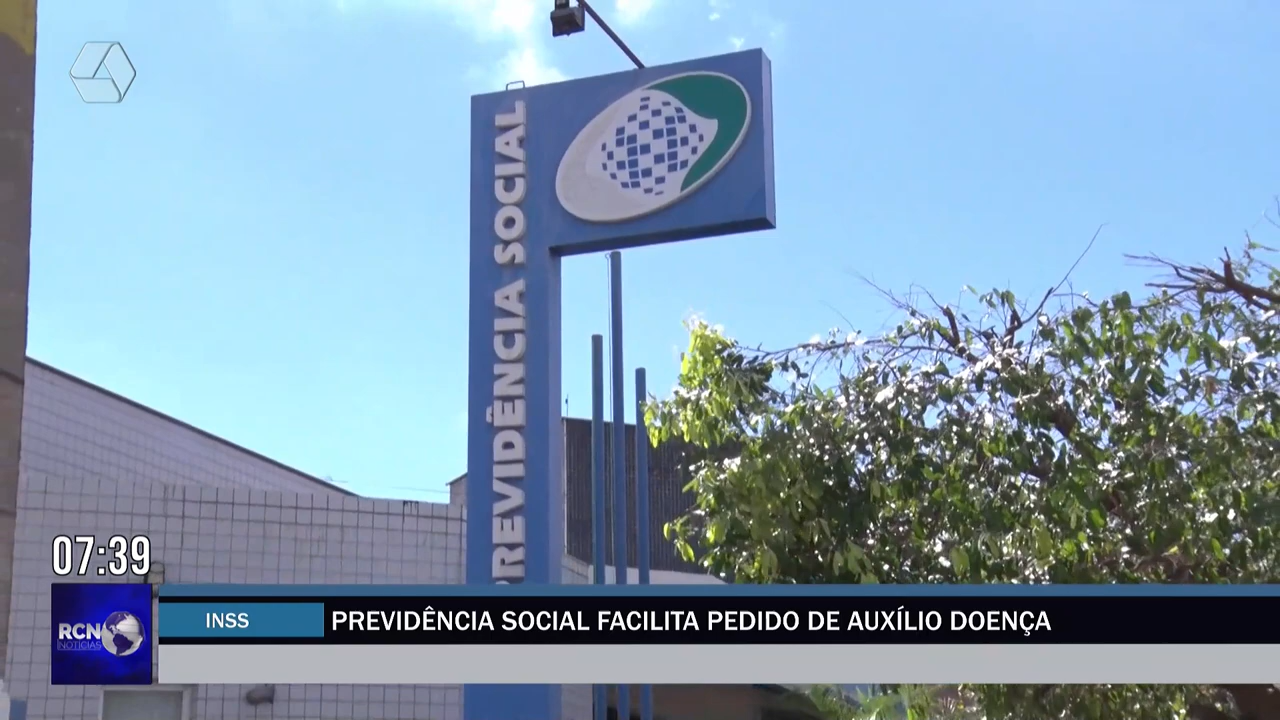 PREVIDÊNCIA SOCIAL
07:39
RCN
NOTÍCIAS
INSS
PREVIDÊNCIA SOCIAL FACILITA PEDIDO DE AUXÍLIO DOENÇA